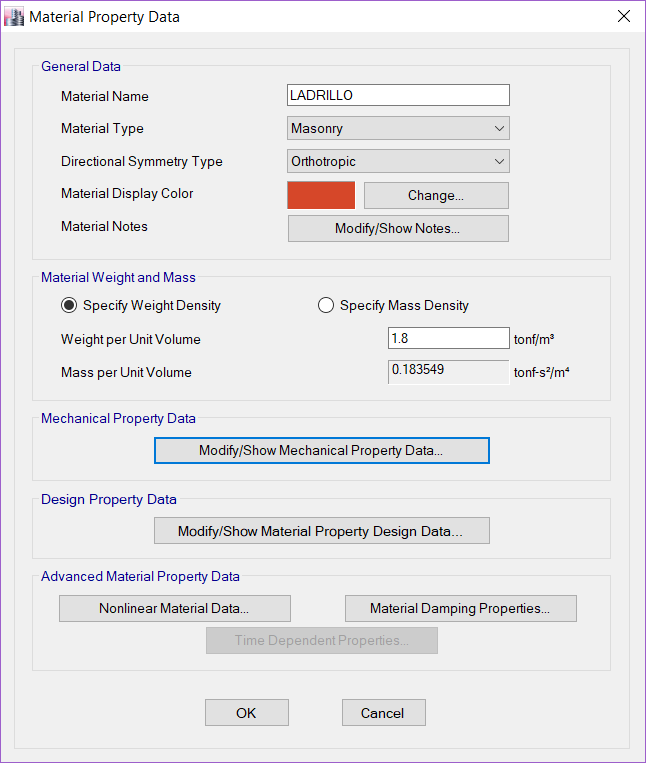 Material Property Data
General Data
Material Name LADRILLO
Material Type Masonry
Directional Symmetry Type Orthotropic
Material Display Color Change...
Material Notes Modify/Show Notes...
Material Weight and Mass
Specify Weight Density Specify Mass Density
Weight per Unit Volume 1.8 tonf/m³
Mass per Unit Volume 0.183549 tonf-s²/m⁴
Mechanical Property Data
Modify/Show Mechanical Property Data...
Design Property Data
Modify/Show Material Property Design Data...
Advanced Material Property Data
Nonlinear Material Data... Material Damping Properties...
Time Dependent Properties...
OK Cancel